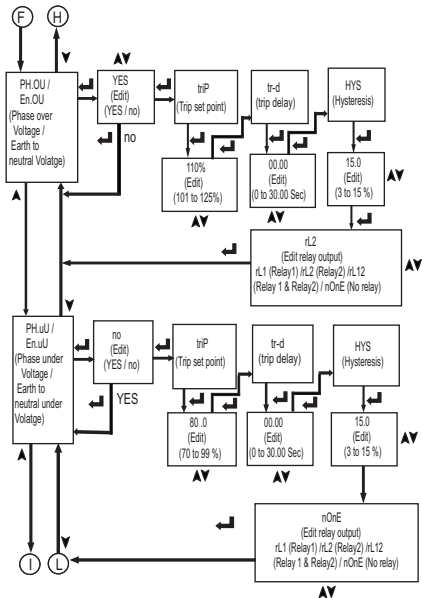 F
H
PH.OU /
En.OU
(Phase over
Voltage /
Earth to
neutral Volatge)
YES
(Edit)
(YES / no)
no
triP
(Trip set point)
110%
(Edit)
(101 to 125%)
tr-d
(trip delay)
00.00
(Edit)
(0 to 30.00 Sec)
HYS
(Hysteresis)
15.0
(Edit)
(3 to 15 %)
rL2
(Edit relay output)
rL1 (Relay1) /rL2 (Relay2) /rL12
(Relay 1 & Relay2) / nOnE (No relay)
PH.uU /
En.uU
(Phase under
Voltage /
Earth to
neutral under
Volatge)
no
(Edit)
(YES / no)
YES
triP
(Trip set point)
80 .0
(Edit)
(70 to 99 %)
tr-d
(trip delay)
00.00
(Edit)
(0 to 30.00 Sec)
HYS
(Hysteresis)
15.0
(Edit)
(3 to 15 %)
nOnE
(Edit relay output)
rL1 (Relay1) /rL2 (Relay2) /rL12
(Relay 1 & Relay2) / nOnE (No relay)
I
L